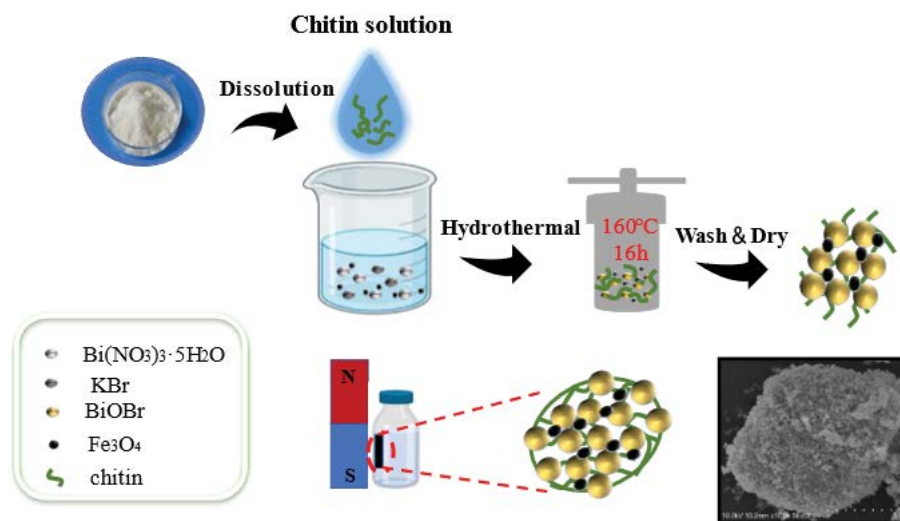 Chitin solution
Dissolution
Hydrothermal
160°C
16h
Wash & Dry
Bi(NO₃)₃·5H₂O
KBr
BiOBr
Fe₃O₄
chitin
N
S